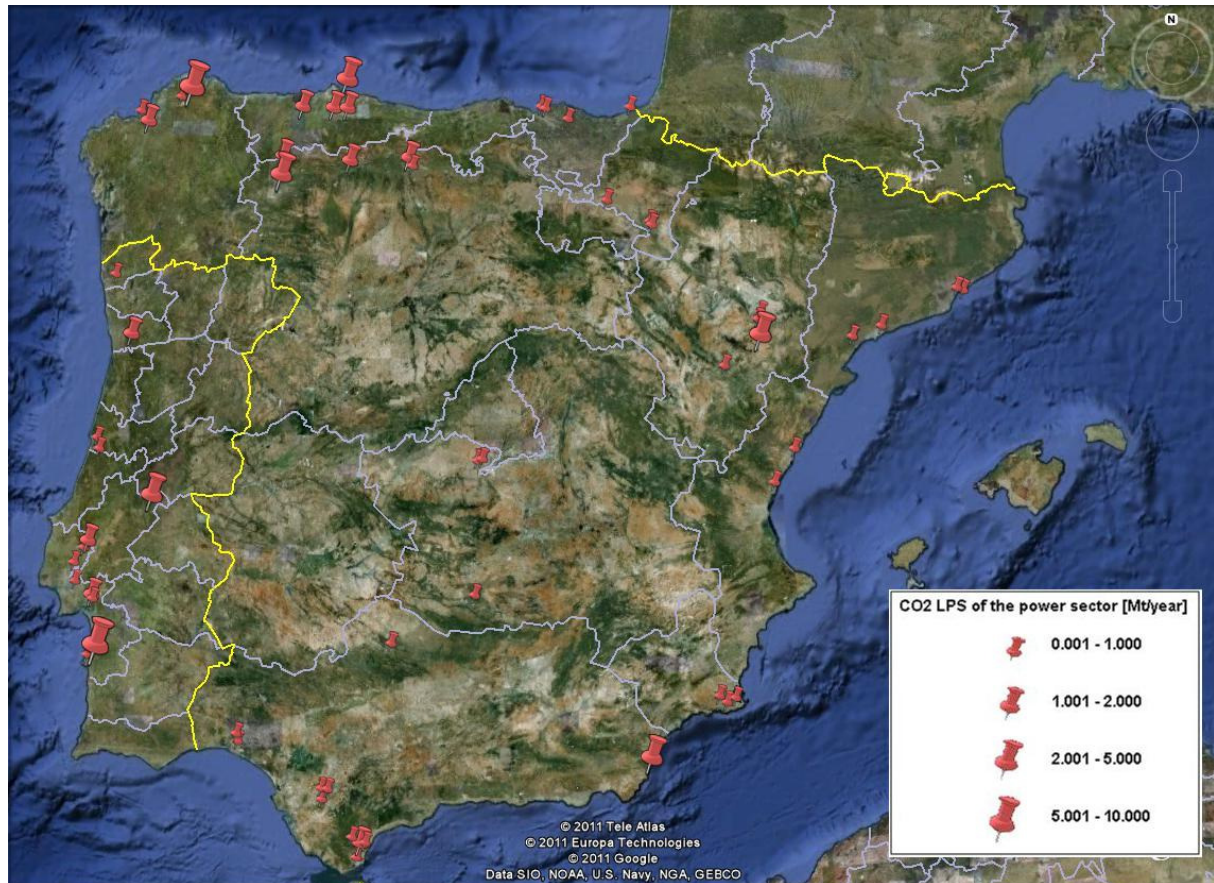 N
CO2 LPS of the power sector [Mt/year]
0.001 - 1.000
1.001 - 2.000
2.001 - 5.000
5.001 - 10.000
© 2011 Tele Atlas
© 2011 Europa Technologies
© 2011 Google
Data SIO, NOAA, U.S. Navy, NGA, GEBCO